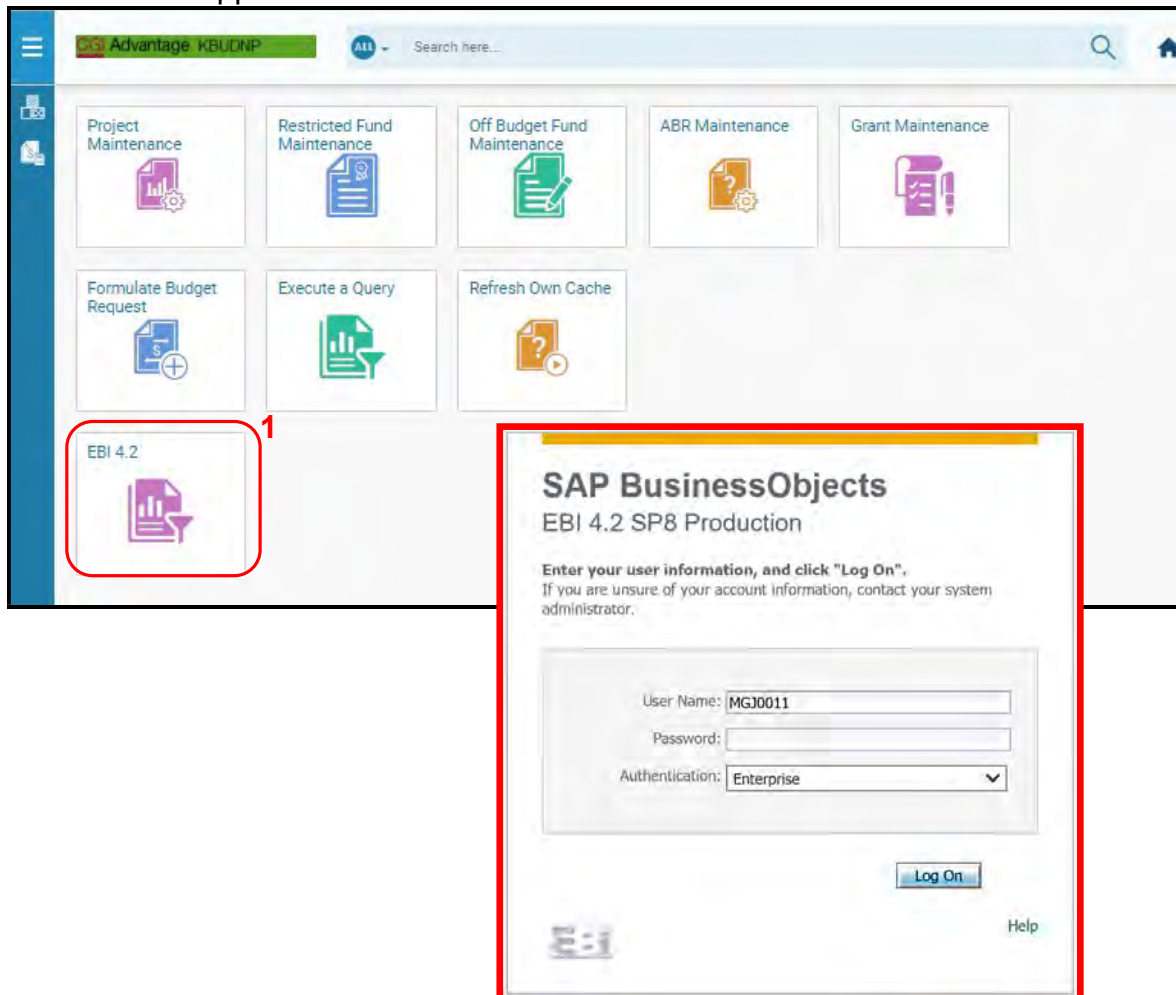 CGI Advantage KBUDNP
ALL
Search here...
Project
Maintenance
Restricted Fund
Maintenance
Off Budget Fund
Maintenance
ABR Maintenance
Grant Maintenance
Formulate Budget
Request
Execute a Query
Refresh Own Cache
EBI 4.2
1
SAP BusinessObjects
EBI 4.2 SP8 Production
Enter your user information, and click "Log On".
If you are unsure of your account information, contact your system
administrator.
User Name: MGJ0011
Password:
Authentication: Enterprise
Log On
Help